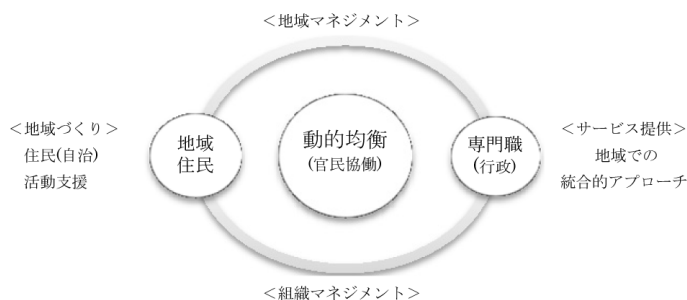 ＜地域マネジメント＞
＜地域づくり＞
住民(自治)
活動支援
地域
住民
動的均衡
(官民協働)
専門職
(行政)
＜サービス提供＞
地域での
統合的アプローチ
＜組織マネジメント＞